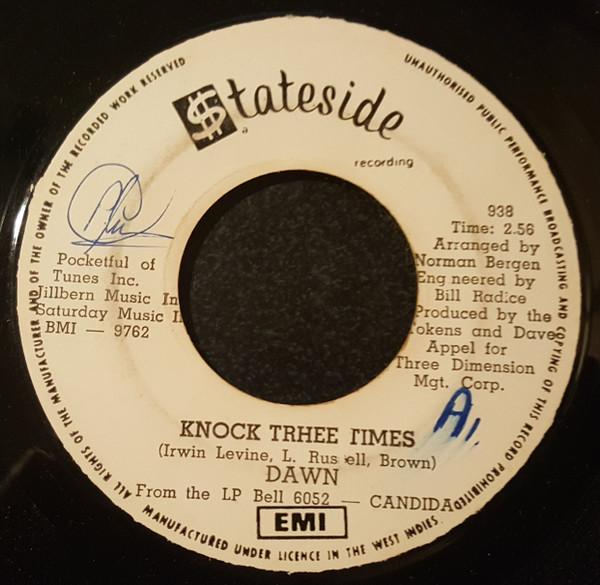 $tateside
a
recording
UNAUTHORISED PUBLIC PERFORMANCE BROADCASTING AND COPYING OF THIS RECORD PROHIBITED
ALL RIGHTS OF THE MANUFACTURER AND OF THE OWNER OF THE RECORDED WORK RESERVED
Pocketful of
Tunes Inc.
Jillbern Music In
Saturday Music I
BMI — 9762
938
Time: 2.56
Arranged by
Norman Bergen
Eng neered by
Bill Radice
Produced by the
Tokens and Dave
Appel for
Three Dimension
Mgt. Corp.
A1.
KNOCK TRHEE TIMES
(Irwin Levine, L. Rus ell, Brown)
DAWN
From the LP Bell 6052 — CANDIDA
EMI
MANUFACTURED UNDER LICENCE IN THE WEST INDIES.